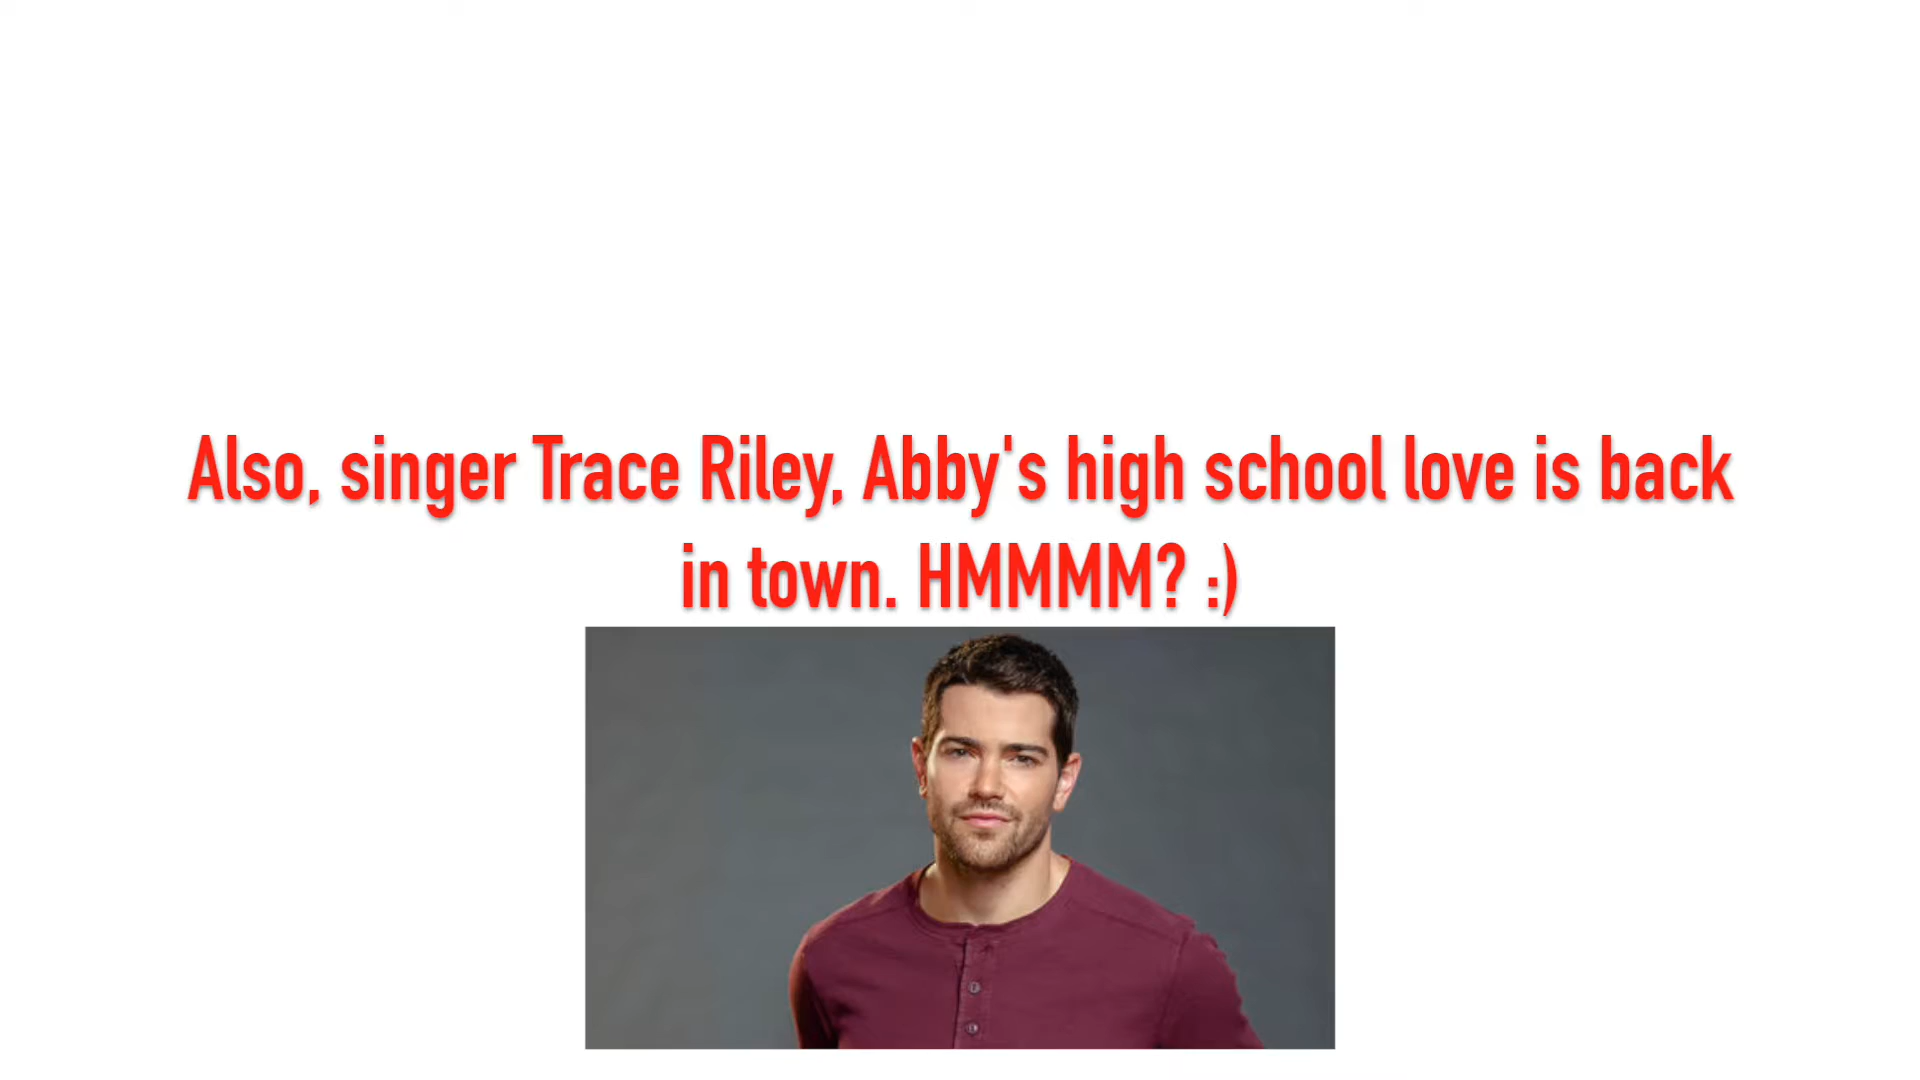 Also, singer Trace Riley, Abby's high school love is back
in town. HMMMM? :)